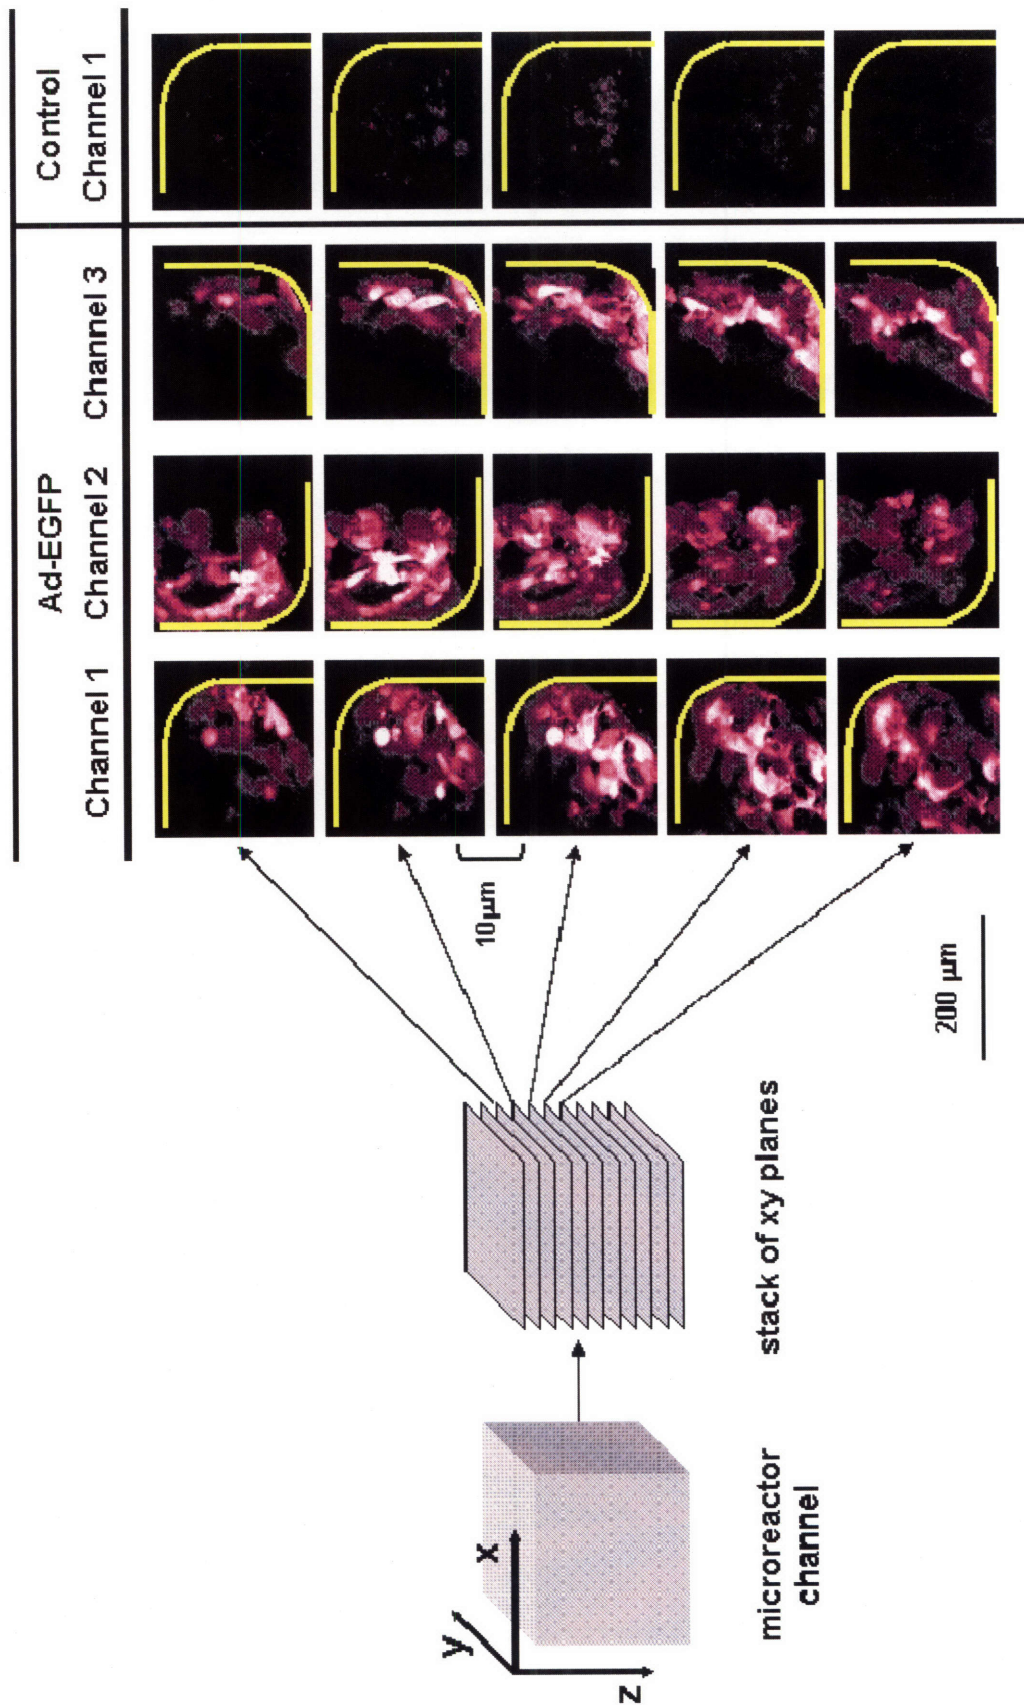 Ad-EGFP
Control
Channel 1
Channel 2
Channel 3
Channel 1
10μm
200 μm
y
x
z
microreactor
channel
stack of xy planes